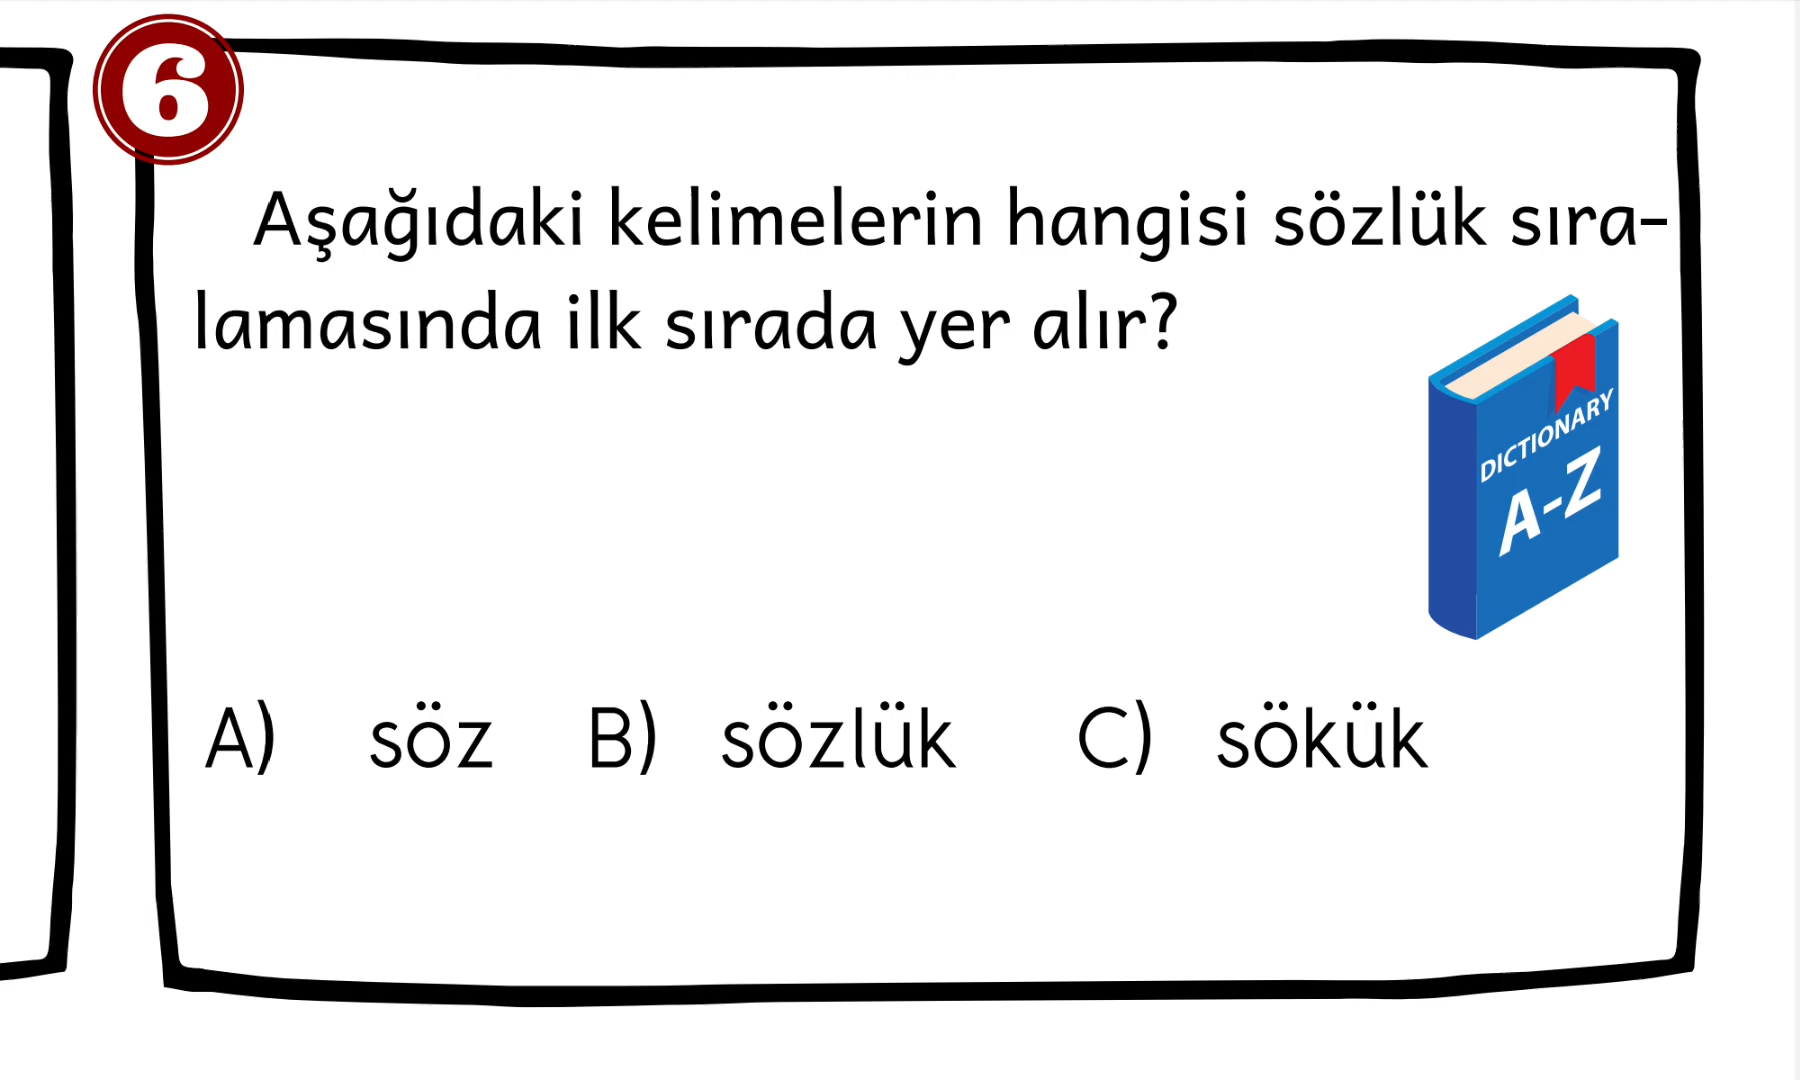 6
Aşağıdaki kelimelerin hangisi sözlük sıra-
lamasında ilk sırada yer alır?
DICTIONARY
A-Z
A) söz B) sözlük C) sökük